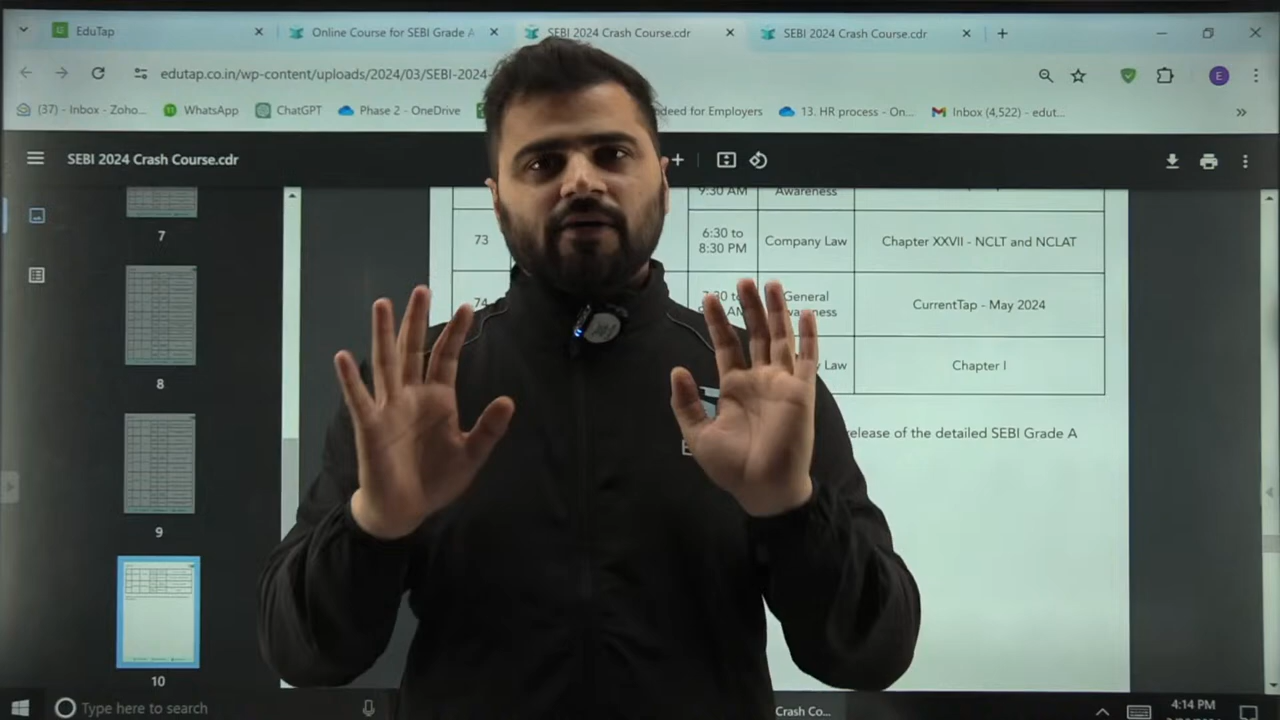 EduTap
Online Course for SEBI Grade A
SEBI 2024 Crash Course.cdr
SEBI 2024 Crash Course.cdr
edutap.co.in/wp-content/uploads/2024/03/SEBI-2024-
E
(37) - Inbox - Zoho...
WhatsApp
ChatGPT
Phase 2 - OneDrive
for Employers
13. HR process - On...
Inbox (4,522) - edut...
SEBI 2024 Crash Course.cdr
9:30 AM
Awareness
7
73
6:30 to
8:30 PM
Company Law
Chapter XXVII - NCLT and NCLAT
74
General
CurrentTap - May 2024
8
Law
Chapter I
release of the detailed SEBI Grade A
9
10
Type here to search
Crash Co...
4:14 PM